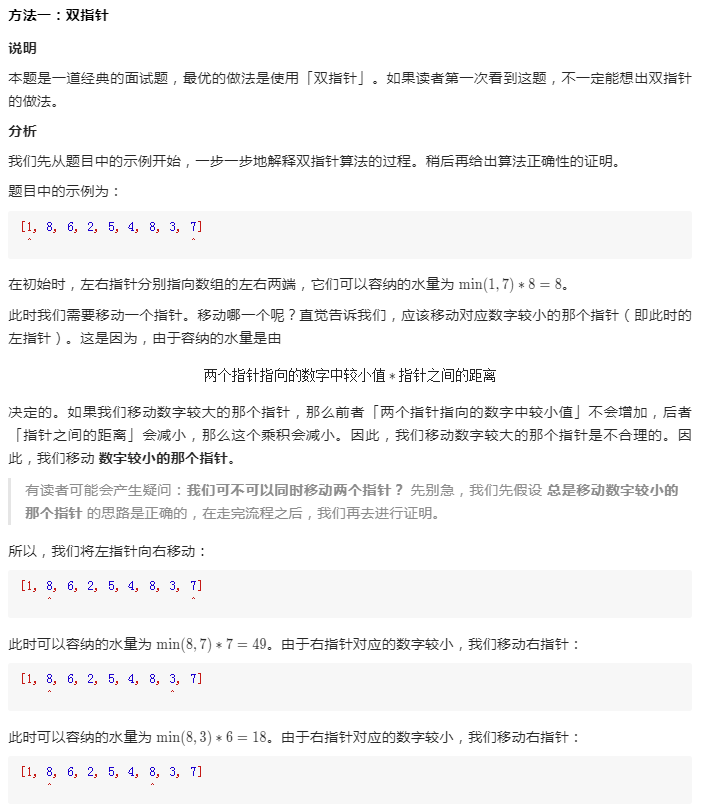 方法一：双指针
说明
本题是一道经典的面试题，最优的做法是使用「双指针」。如果读者第一次看到这题，不一定能想出双指针
的做法。
分析
我们先从题目中的示例开始，一步一步地解释双指针算法的过程。稍后再给出算法正确性的证明。
题目中的示例为：
[1, 8, 6, 2, 5, 4, 8, 3, 7]
^ ^
在初始时，左右指针分别指向数组的左右两端，它们可以容纳的水量为 min(1, 7) ∗ 8 = 8。
此时我们需要移动一个指针。移动哪一个呢？直觉告诉我们，应该移动对应数字较小的那个指针（即此时的
左指针）。这是因为，由于容纳的水量是由
两个指针指向的数字中较小值 ∗ 指针之间的距离
决定的。如果我们移动数字较大的那个指针，那么前者「两个指针指向的数字中较小值」不会增加，后者
「指针之间的距离」会减小，那么这个乘积会减小。因此，我们移动数字较大的那个指针是不合理的。因
此，我们移动 数字较小的那个指针。
有读者可能会产生疑问：我们可不可以同时移动两个指针？ 先别急，我们先假设 总是移动数字较小的
那个指针 的思路是正确的，在走完流程之后，我们再去进行证明。
所以，我们将左指针向右移动：
[1, 8, 6, 2, 5, 4, 8, 3, 7]
^ ^
此时可以容纳的水量为 min(8, 7) ∗ 7 = 49。由于右指针对应的数字较小，我们移动右指针：
[1, 8, 6, 2, 5, 4, 8, 3, 7]
^ ^
此时可以容纳的水量为 min(8, 3) ∗ 6 = 18。由于右指针对应的数字较小，我们移动右指针：
[1, 8, 6, 2, 5, 4, 8, 3, 7]
^ ^